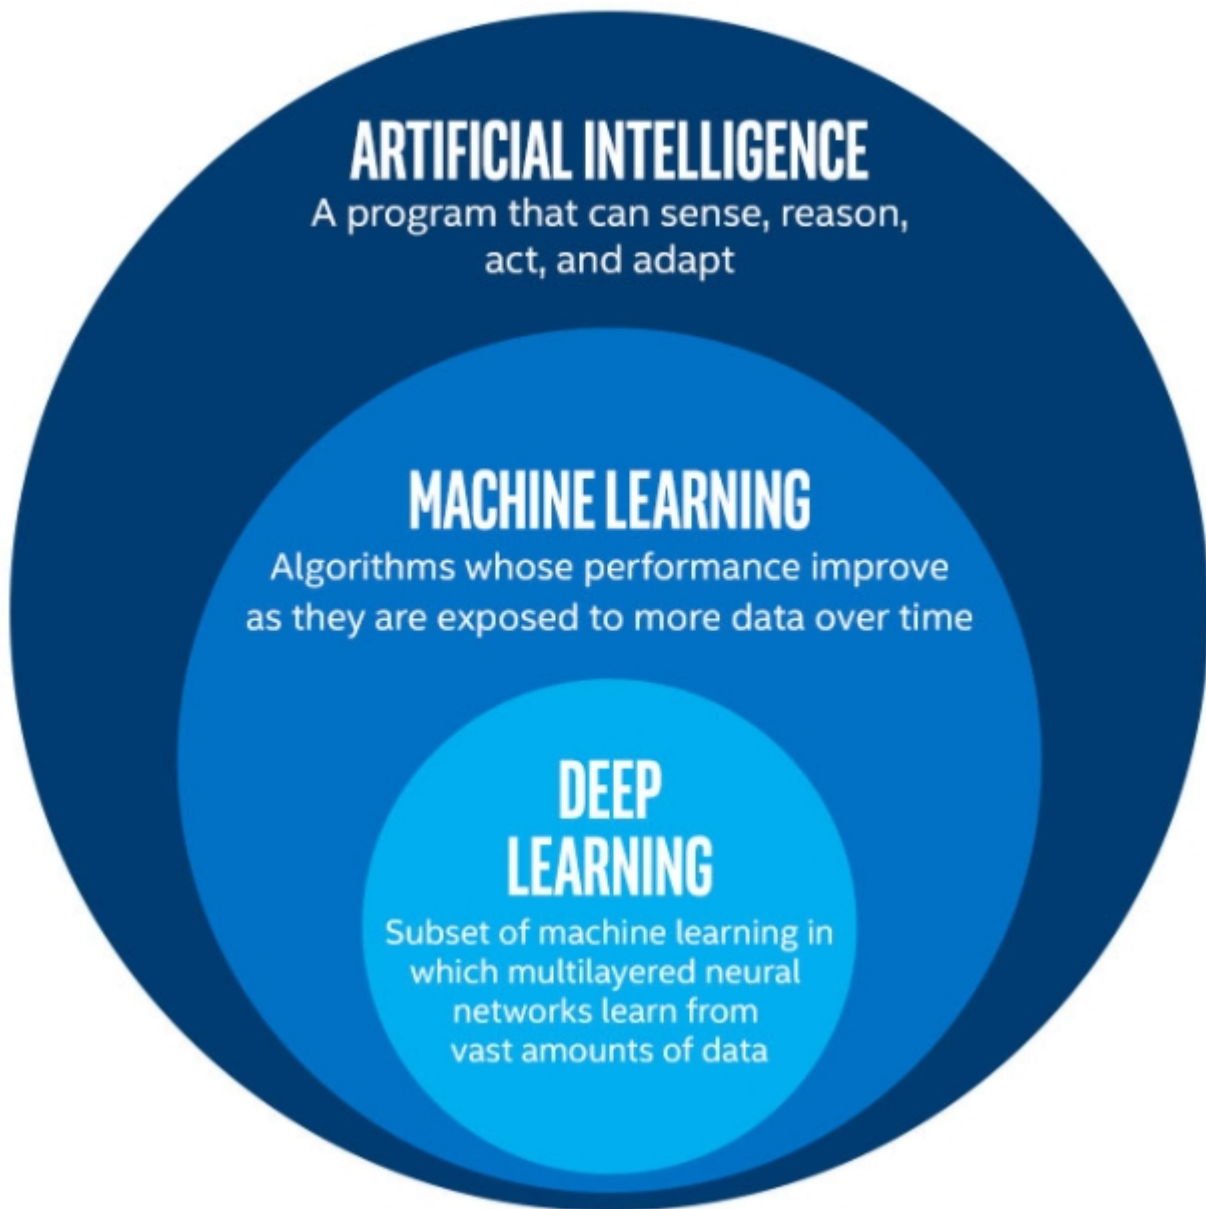 ARTIFICIAL INTELLIGENCE
A program that can sense, reason,
act, and adapt
MACHINE LEARNING
Algorithms whose performance improve
as they are exposed to more data over time
DEEP
LEARNING
Subset of machine learning in
which multilayered neural
networks learn from
vast amounts of data